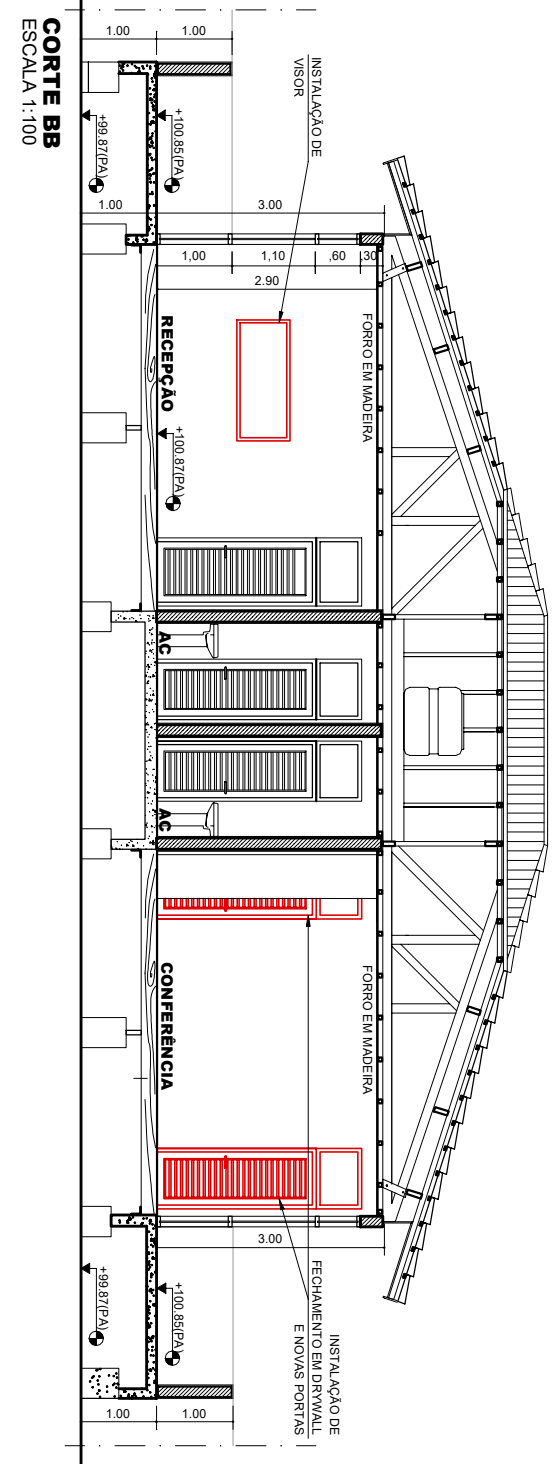 INSTALAÇÃO DE
VISOR
INSTALAÇÃO DE
FECHAMENTO EM DRYWALL
E NOVAS PORTAS
FORRO EM MADEIRA
FORRO EM MADEIRA
3.00
,30
,60
1,10
1,00
2.90
3.00
1.00
1.00
1.00
1.00
1.00
+100.85(PA)
+99.87(PA)
RECEPÇÃO
+100.87(PA)
AC
AC
CONFERÊNCIA
+100.85(PA)
+99.87(PA)
CORTE BB
ESCALA 1:100